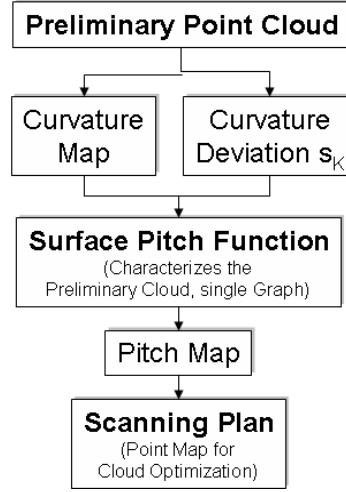 Preliminary Point Cloud
Curvature
Map
Curvature
Deviation sK
Surface Pitch Function
(Characterizes the
Preliminary Cloud, single Graph)
Pitch Map
Scanning Plan
(Point Map for
Cloud Optimization)